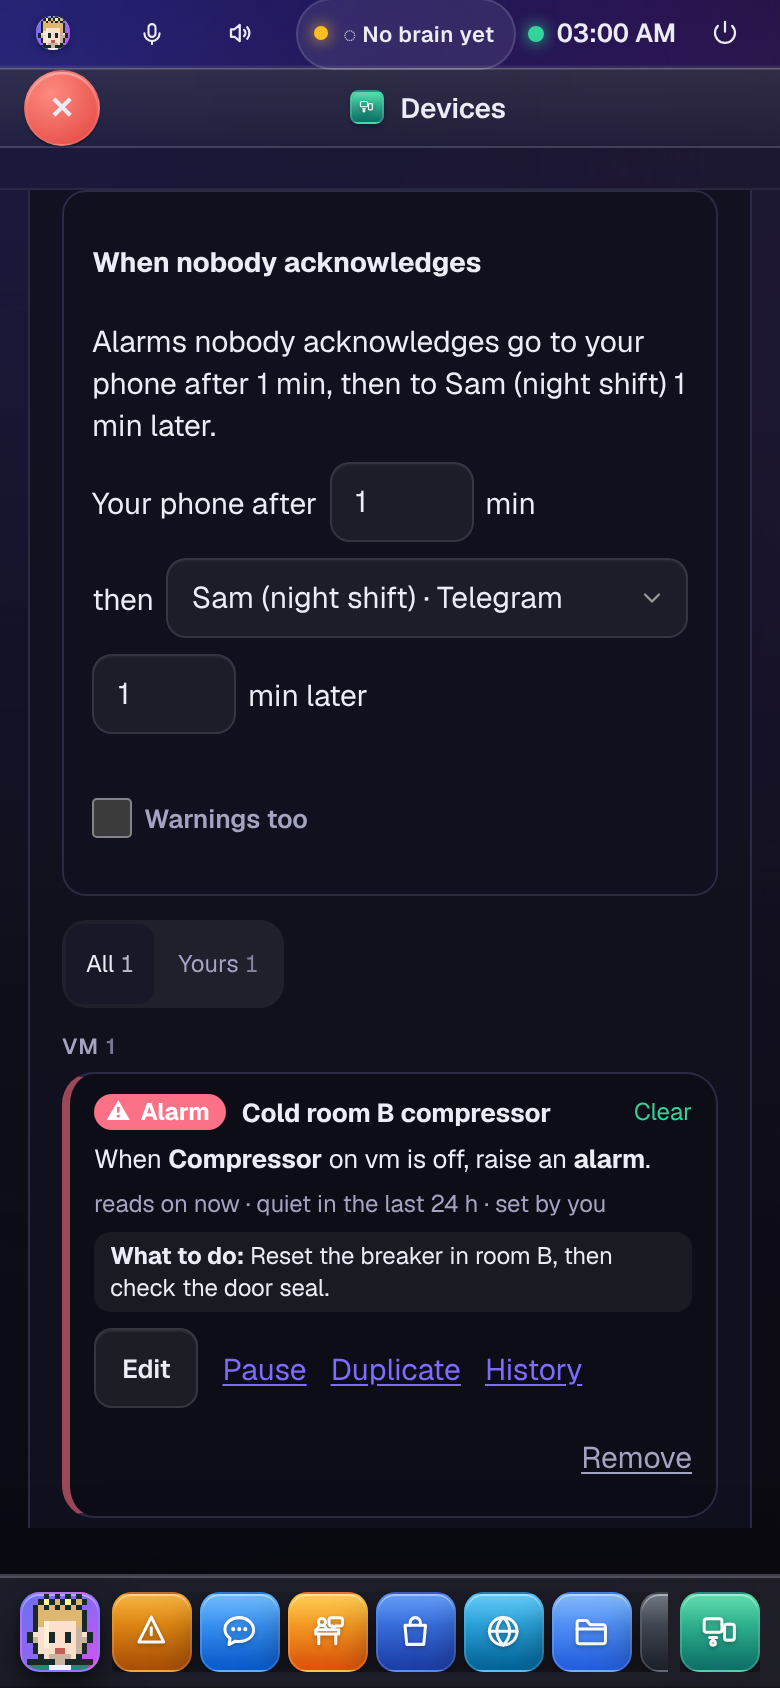 No brain yet
03:00 AM
Devices
When nobody acknowledges
Alarms nobody acknowledges go to your
phone after 1 min, then to Sam (night shift) 1
min later.
Your phone after 1 min
then Sam (night shift) · Telegram
1 min later
Warnings too
All 1 Yours 1
VM 1
Alarm Cold room B compressor Clear
When Compressor on vm is off, raise an alarm.
reads on now · quiet in the last 24 h · set by you
What to do: Reset the breaker in room B, then
check the door seal.
Edit Pause Duplicate History
Remove